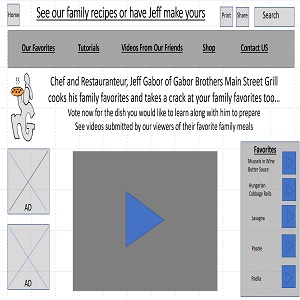 Home
See our family recipes or have Jeff make yours
Print
Share
Search
Our Favorites
Tutorials
Videos From Our Friends
Shop
Contact US
Chef and Restauranteur, Jeff Gabor of Gabor Brothers Main Street Grill
cooks his family favorites and takes a crack at your family favorites too...
Vote now for the dish you would like to learn along with him to prepare
See videos submitted by our viewers of their favorite family meals
AD
AD
Favorites
Mussels in Wine
Butter Sauce
Hungarian
Cabbage Rolls
Lasagna
Posole
Paella